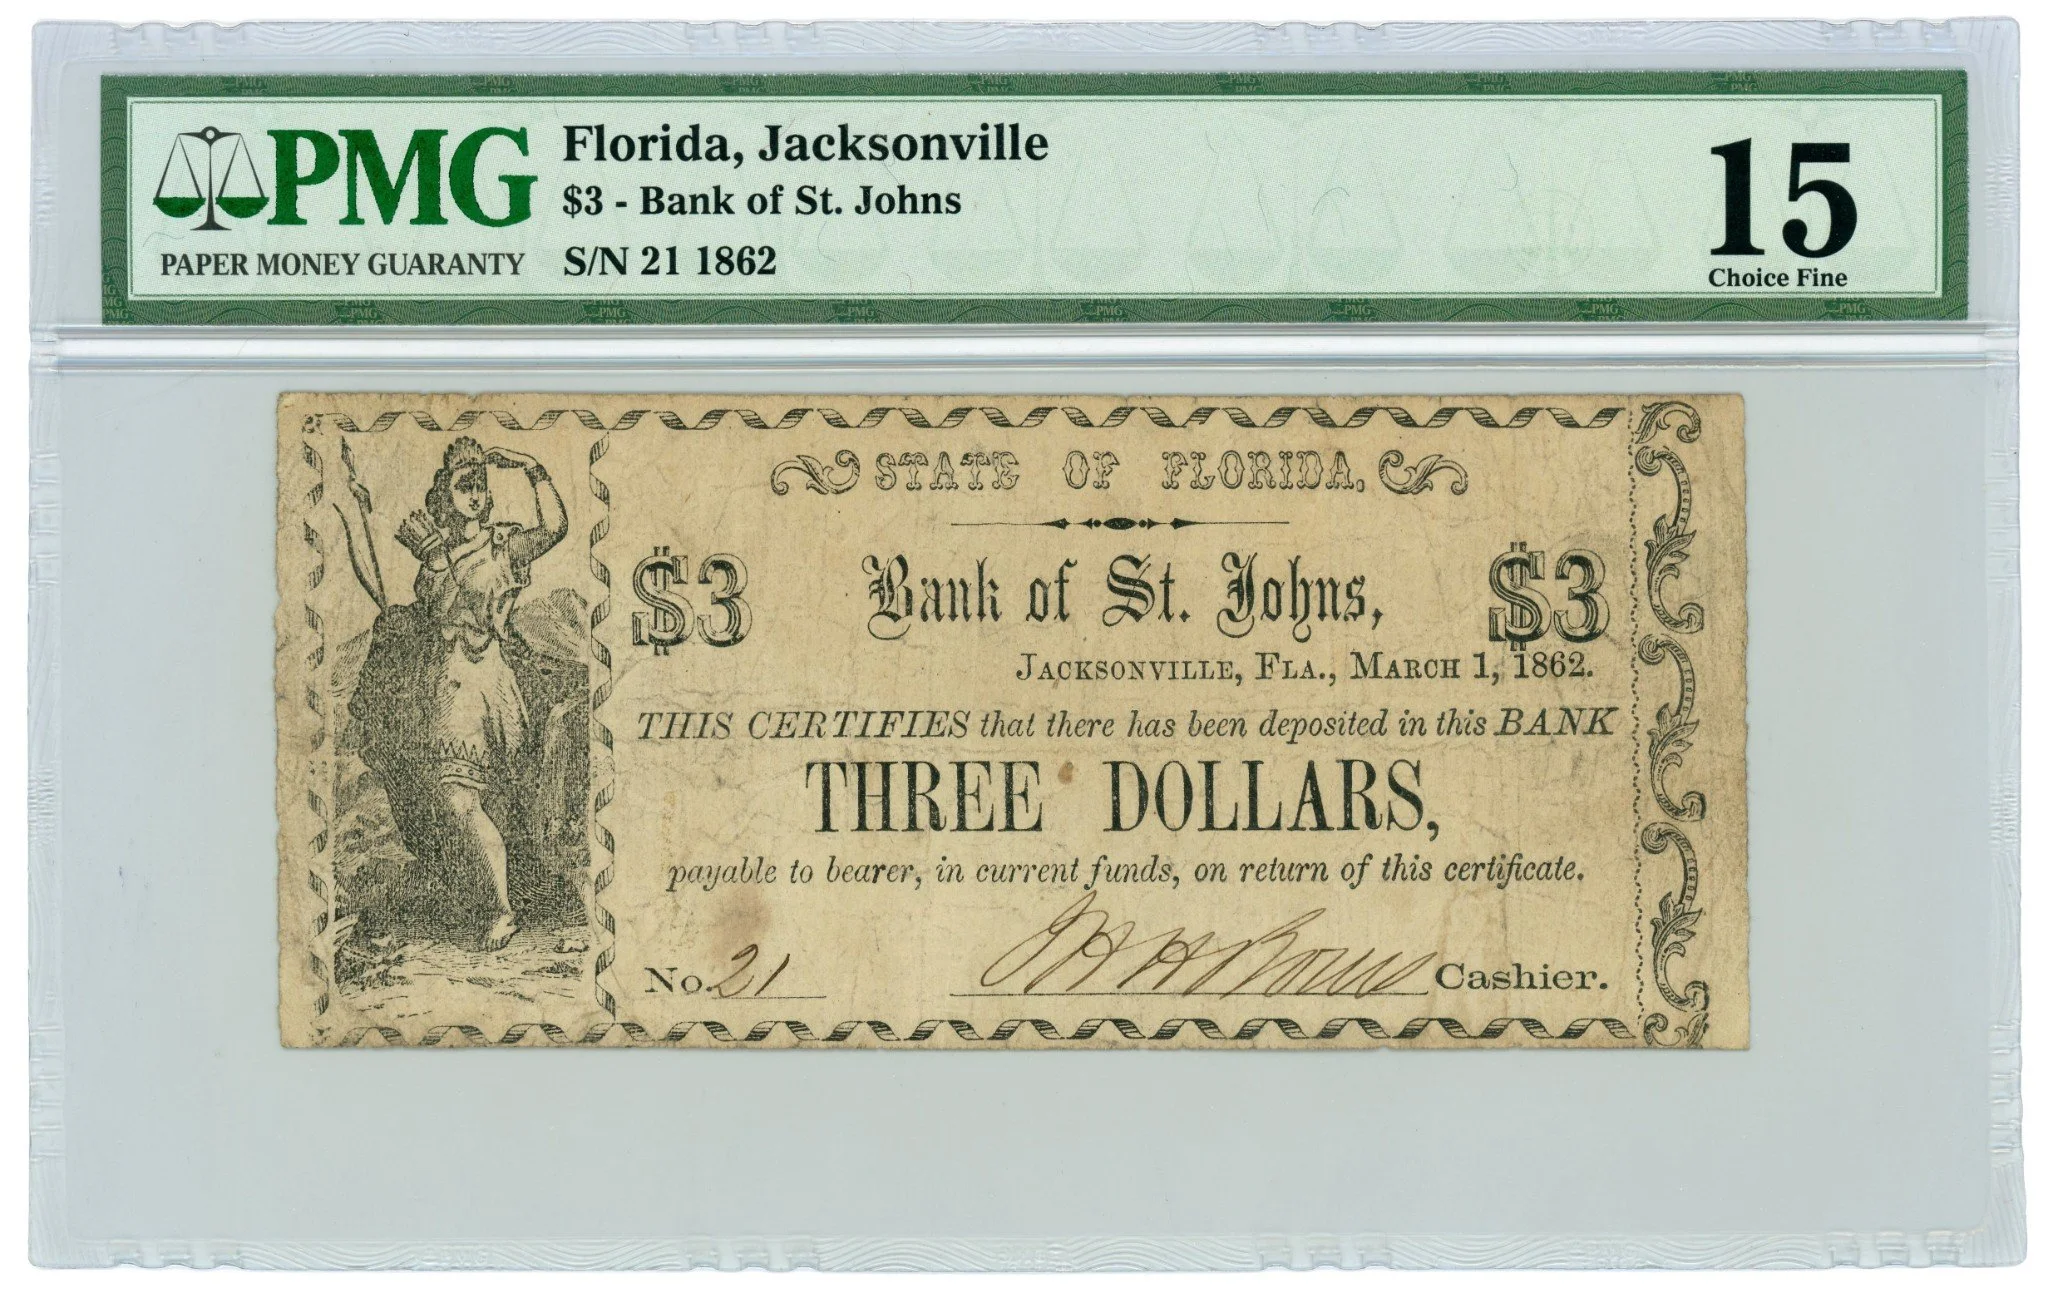 PMG
PAPER MONEY GUARANTY
Florida, Jacksonville
$3 - Bank of St. Johns
S/N 21 1862
15
Choice Fine
STATE OF FLORIDA,
$3 Bank of St. Johns, $3
JACKSONVILLE, FLA., MARCH 1, 1862.
THIS CERTIFIES that there has been deposited in this BANK
THREE DOLLARS,
payable to bearer, in current funds, on return of this certificate.
No. 21 Cashier.